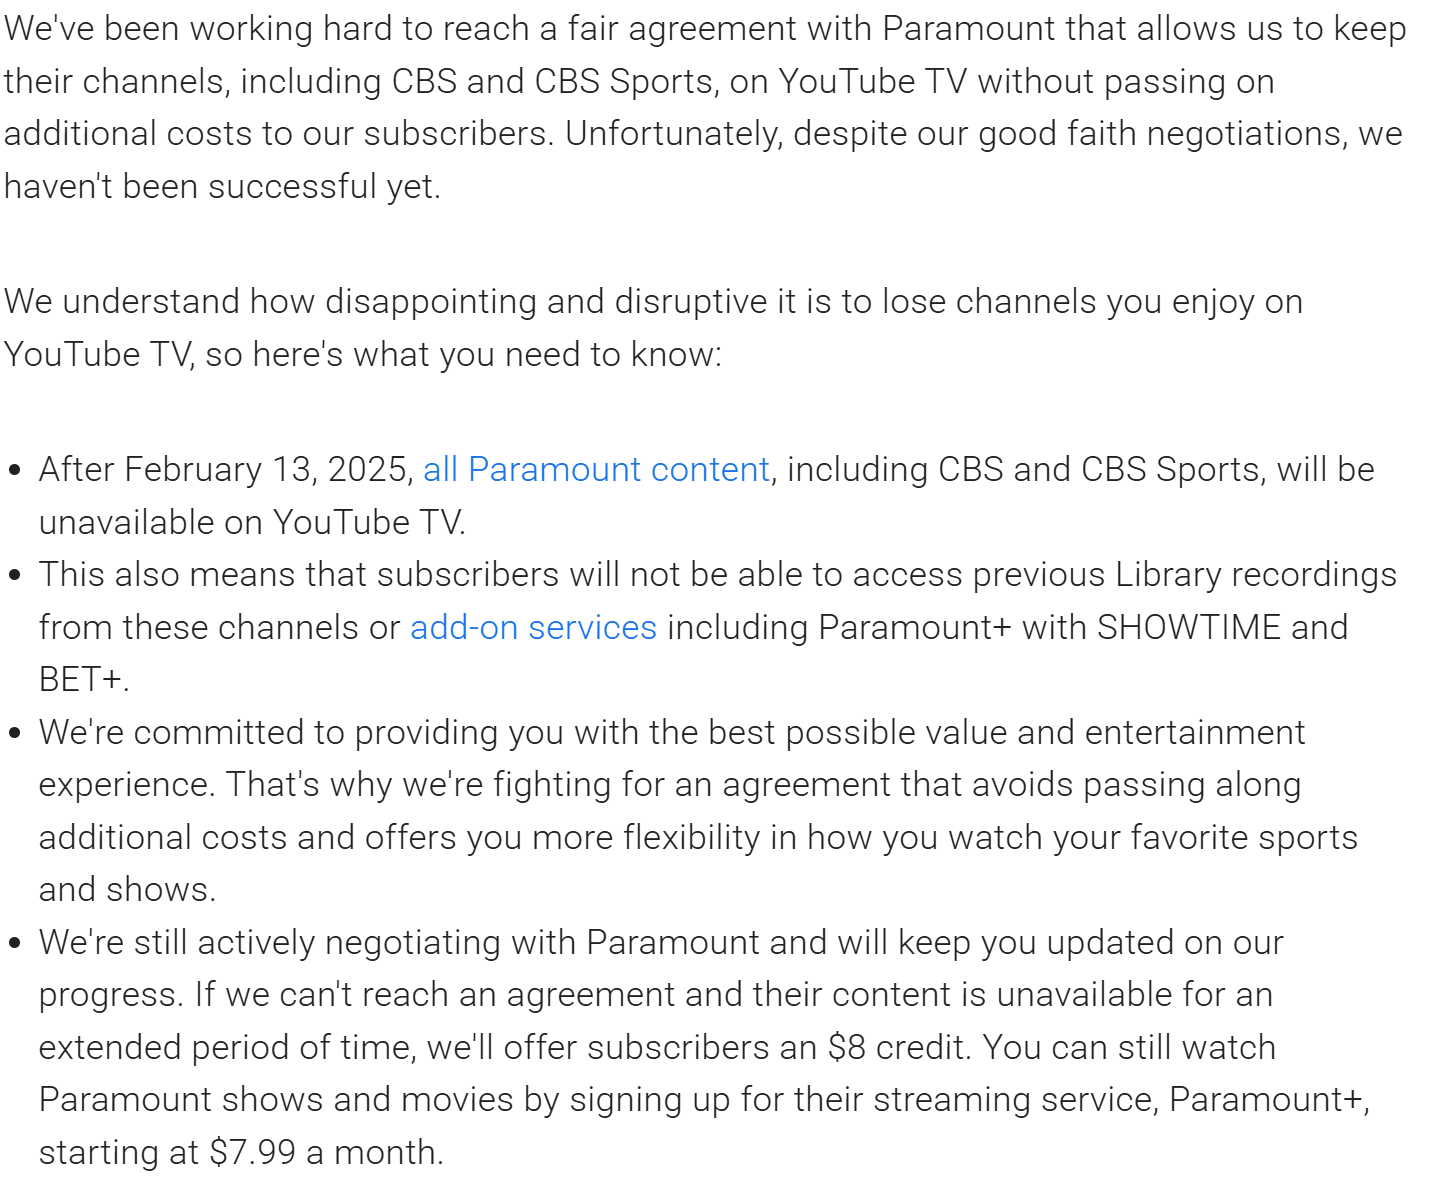 We've been working hard to reach a fair agreement with Paramount that allows us to keep
their channels, including CBS and CBS Sports, on YouTube TV without passing on
additional costs to our subscribers. Unfortunately, despite our good faith negotiations, we
haven't been successful yet.
We understand how disappointing and disruptive it is to lose channels you enjoy on
YouTube TV, so here's what you need to know:
• After February 13, 2025, all Paramount content, including CBS and CBS Sports, will be
unavailable on YouTube TV.
• This also means that subscribers will not be able to access previous Library recordings
from these channels or add-on services including Paramount+ with SHOWTIME and
BET+.
• We're committed to providing you with the best possible value and entertainment
experience. That's why we're fighting for an agreement that avoids passing along
additional costs and offers you more flexibility in how you watch your favorite sports
and shows.
• We're still actively negotiating with Paramount and will keep you updated on our
progress. If we can't reach an agreement and their content is unavailable for an
extended period of time, we'll offer subscribers an $8 credit. You can still watch
Paramount shows and movies by signing up for their streaming service, Paramount+,
starting at $7.99 a month.